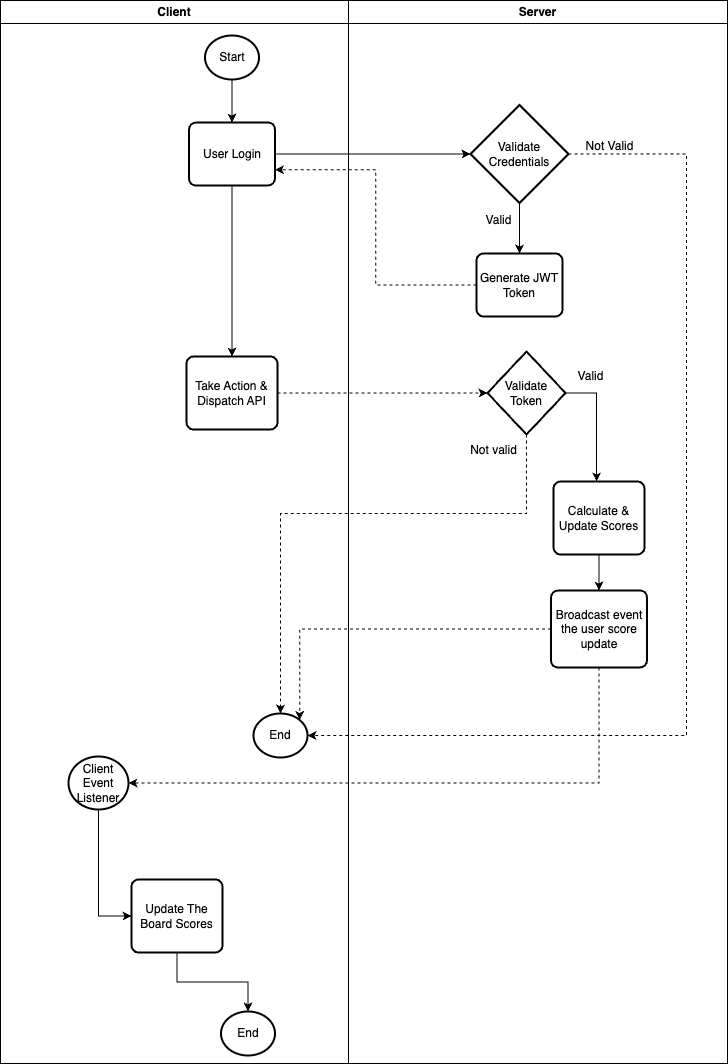 Client
Server
Start
User Login
Validate
Credentials
Not Valid
Valid
Generate JWT
Token
Take Action &
Dispatch API
Validate
Token
Valid
Not valid
Calculate &
Update Scores
Broadcast event
the user score
update
End
Client
Event
Listener
Update The
Board Scores
End